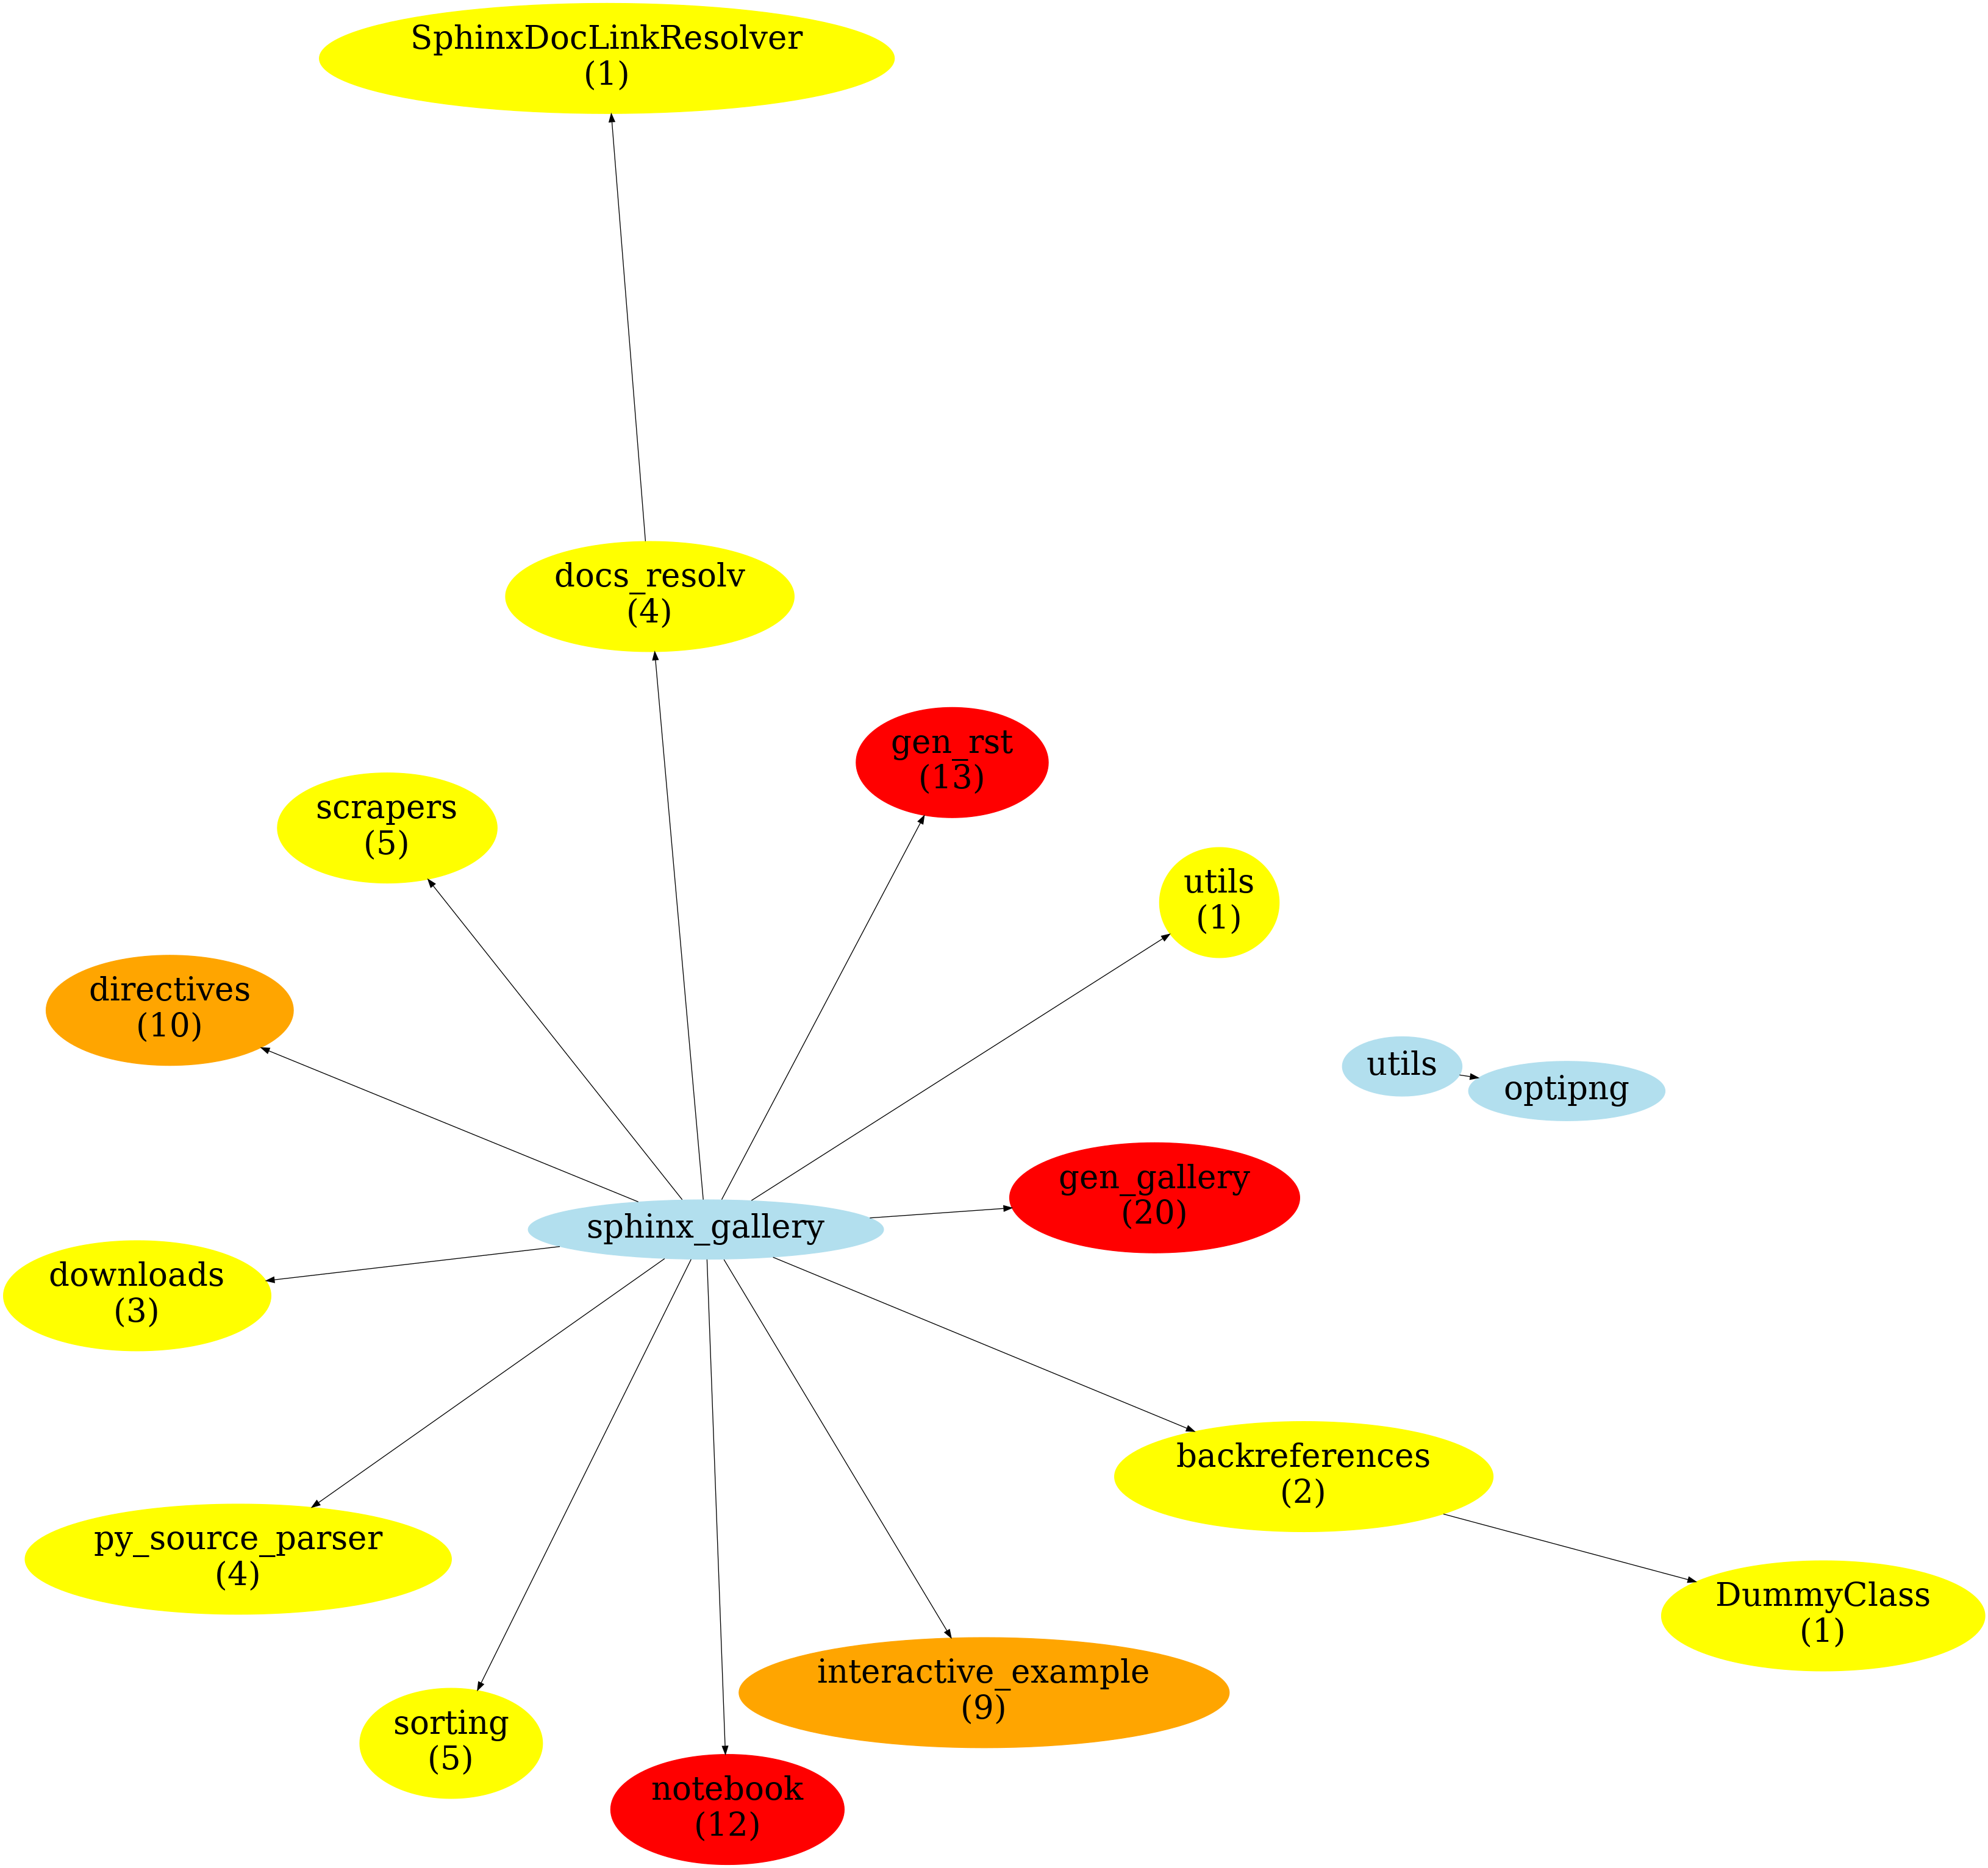 SphinxDocLinkResolver
(1)
docs_resolv
(4)
gen_rst
(13)
scrapers
(5)
utils
(1)
directives
(10)
utils
optipng
gen_gallery
(20)
sphinx_gallery
downloads
(3)
backreferences
(2)
py_source_parser
(4)
DummyClass
(1)
interactive_example
(9)
sorting
(5)
notebook
(12)